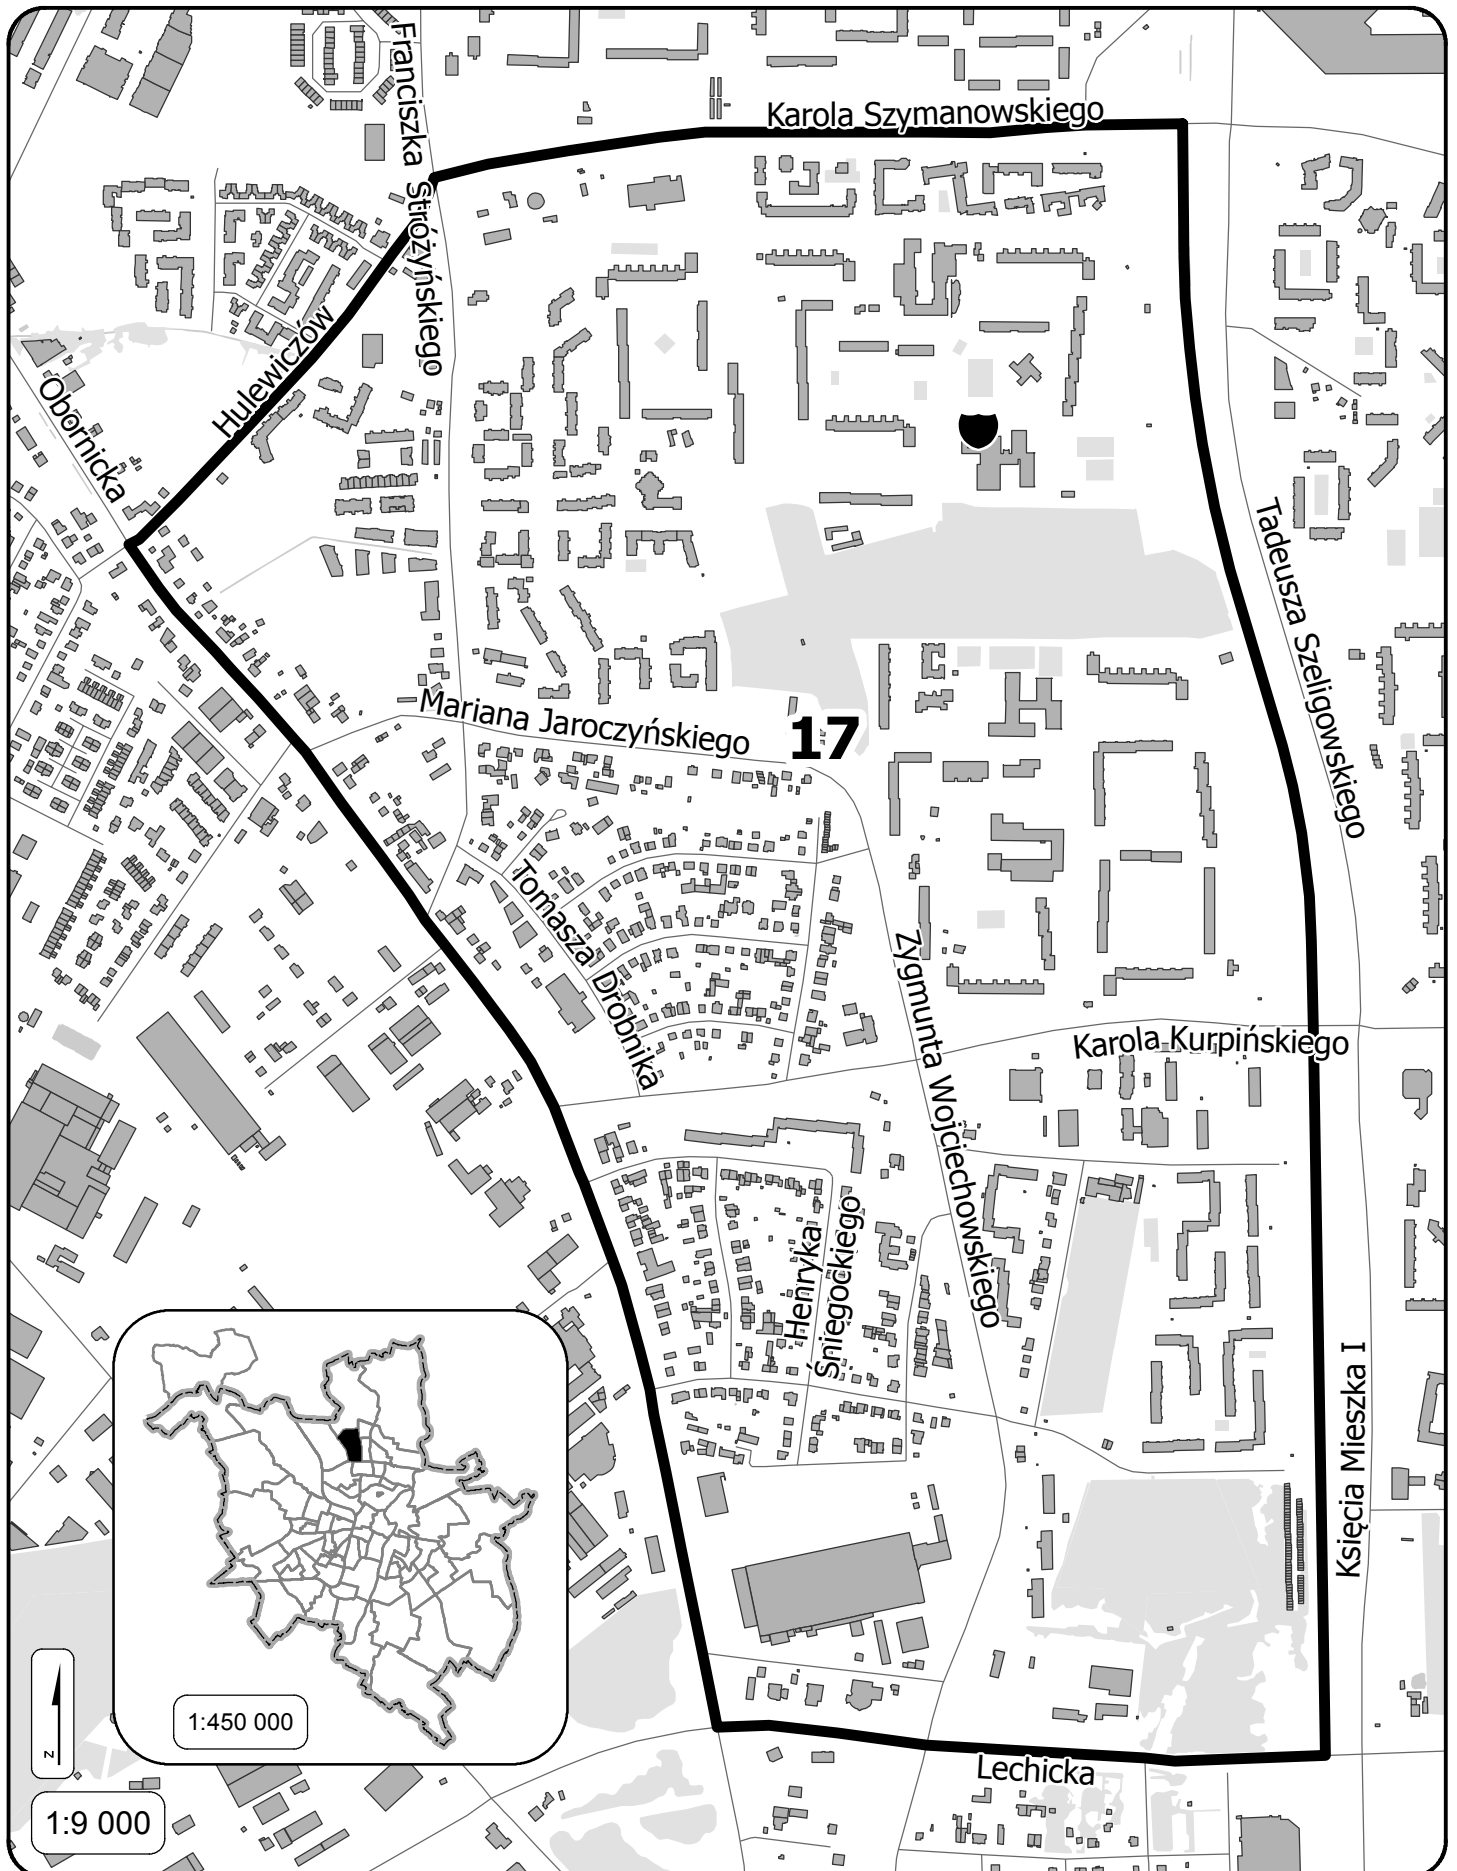 Franciszka Stróżyńskiego
Karola Szymanowskiego
Hulewiczów
Obornicka
Tadeusza Szeligowskiego
Mariana Jaroczyńskiego
17
Tomasza Drobnika
Zygmunta Wojciechowskiego
Karola Kurpińskiego
Henryka
Śniegockiego
Księcia Mieszka I
1:450 000
N
Lechicka
1:9 000